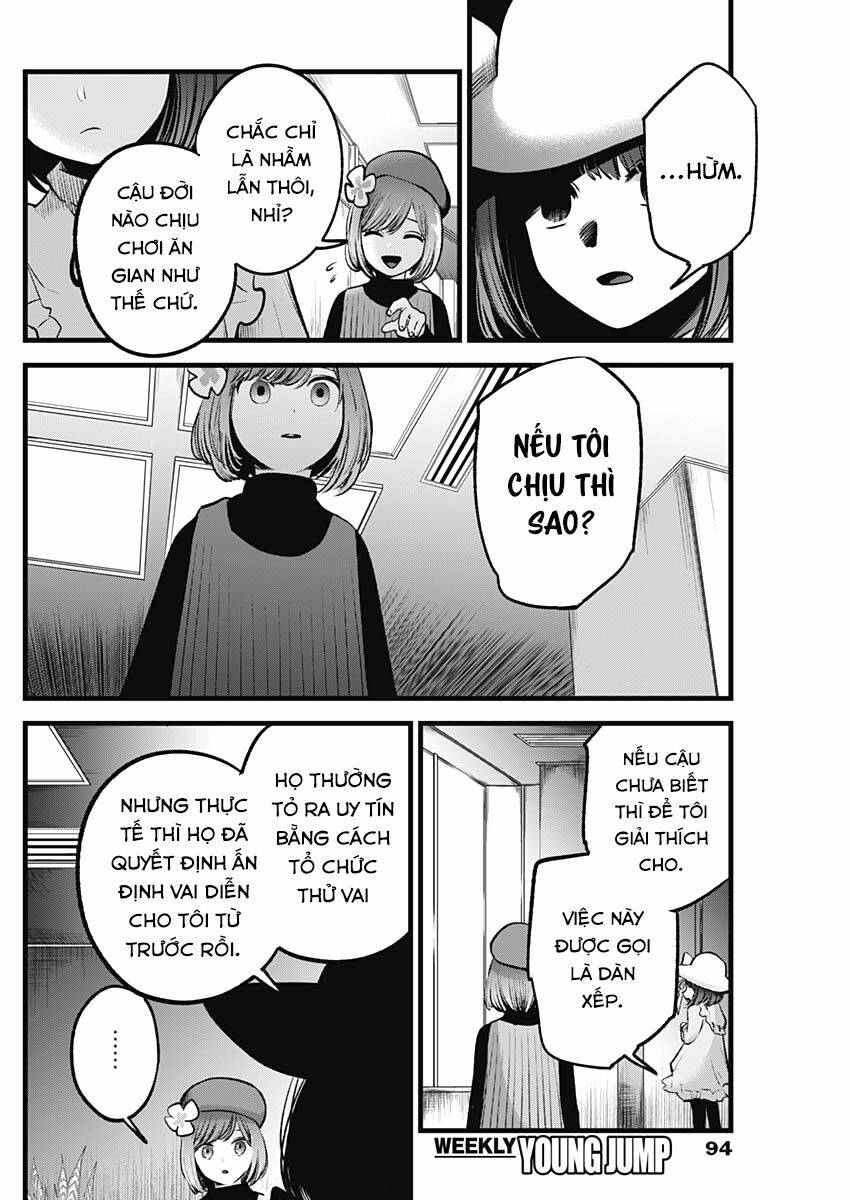 ...HỪM.
CHẮC CHỈ
LÀ NHẦM
LẪN THÔI,
NHỈ?
CẬU ĐỜI
NÀO CHỊU
CHƠI ĂN
GIAN NHƯ
THẾ CHỨ.
NẾU TÔI
CHỊU THÌ
SAO?
NẾU CẬU
CHƯA BIẾT
THÌ ĐỂ TÔI
GIẢI THÍCH
CHO.
VIỆC NÀY
ĐƯỢC GỌI
LÀ DÀN
XẾP.
HỌ THƯỜNG
TỎ RA UY TÍN
BẰNG CÁCH
TỔ CHỨC
THỬ VAI
NHƯNG THỰC
TẾ THÌ HỌ ĐÃ
QUYẾT ĐỊNH ẤN
ĐỊNH VAI DIỄN
CHO TÔI TỪ
TRƯỚC RỒI.
......
WEEKLY YOUNG JUMP 94